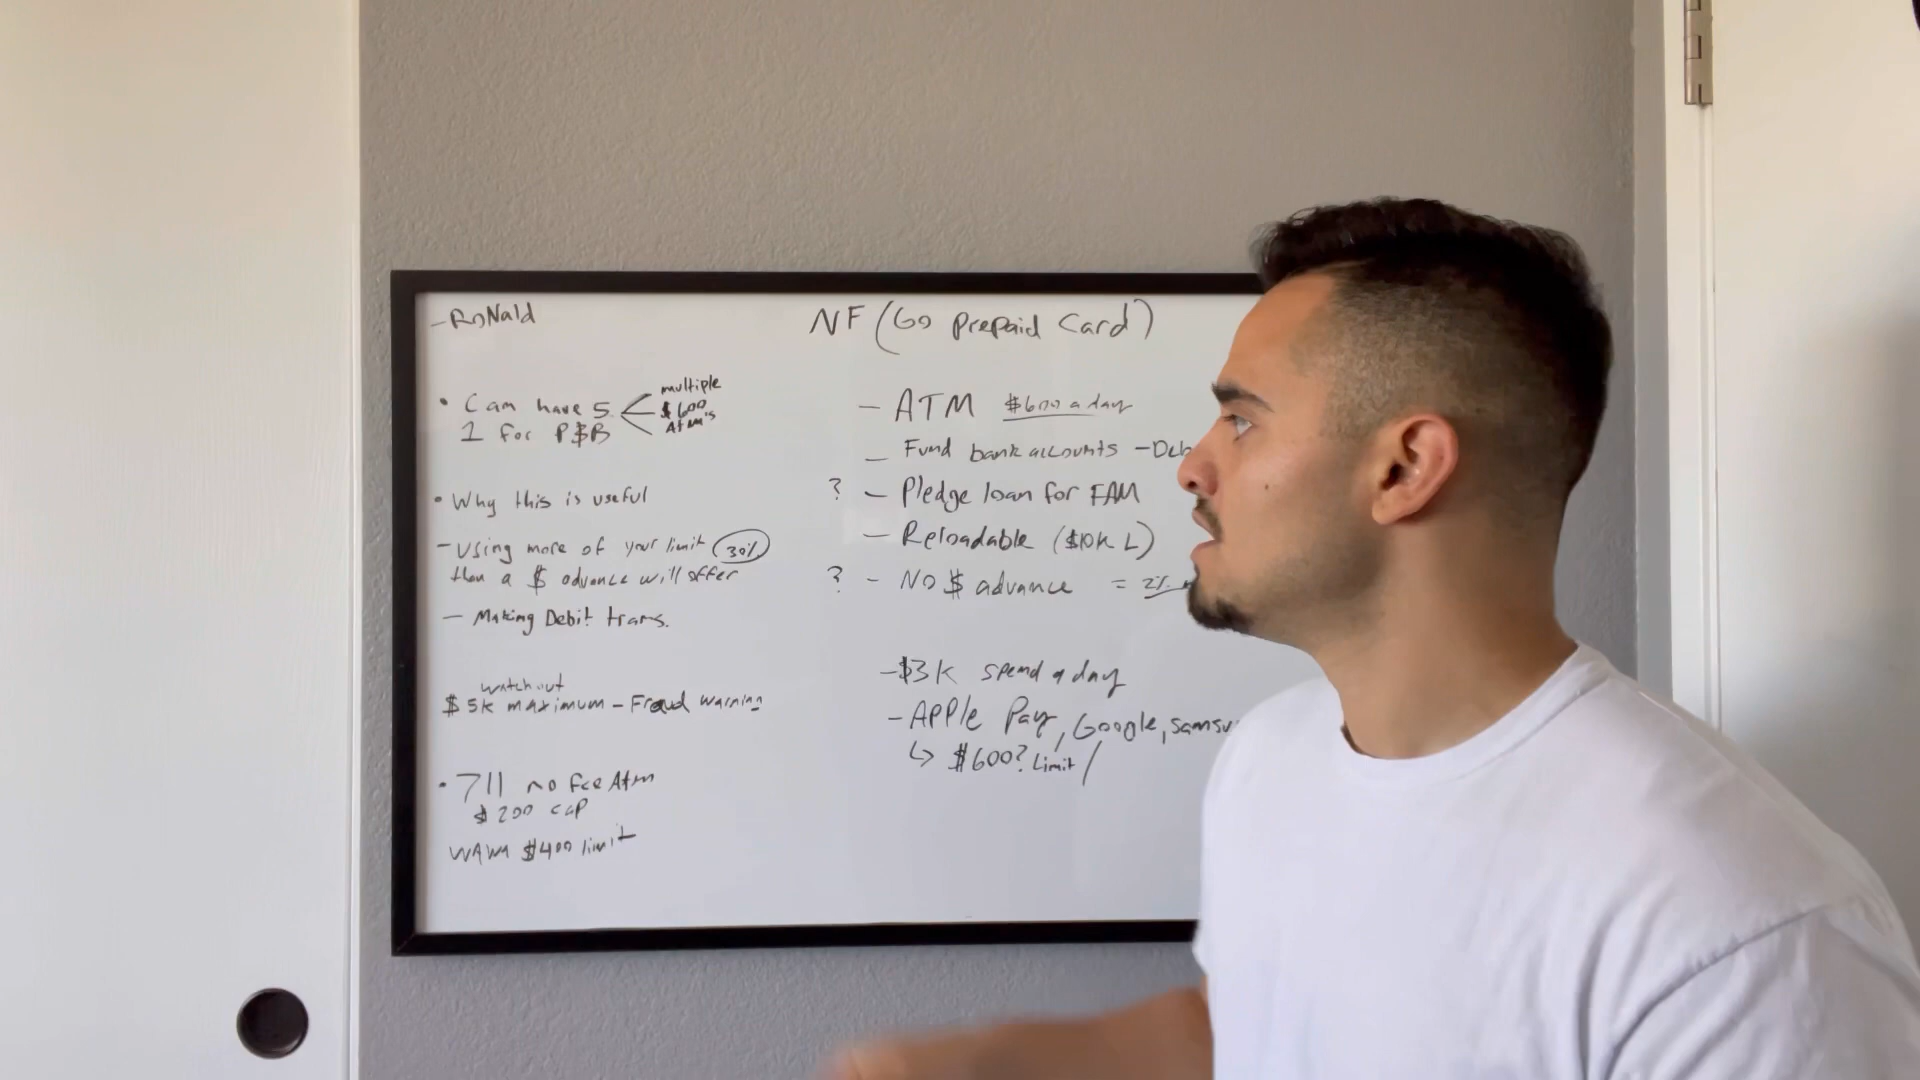 - Ronald
• Can have 5
1 for P$B
multiple
$600
Atm's
• Why this is useful
- Using more of your limit (30%)
than a $ advance will offer
- Making Debit trans.
watch out
$5k maximum - Fraud warning
• 711 no fee Atm
$200 cap
WAWA $400 limit
NF (Go Prepaid Card)
- ATM $600 a day
- Fund bank accounts - Deb
? - Pledge loan for FAM
- Reloadable ($10K L)
? - No $ advance = 2%
- $3K spend a day
- Apple Pay, Google, Samsu
↳ $600? Limit /